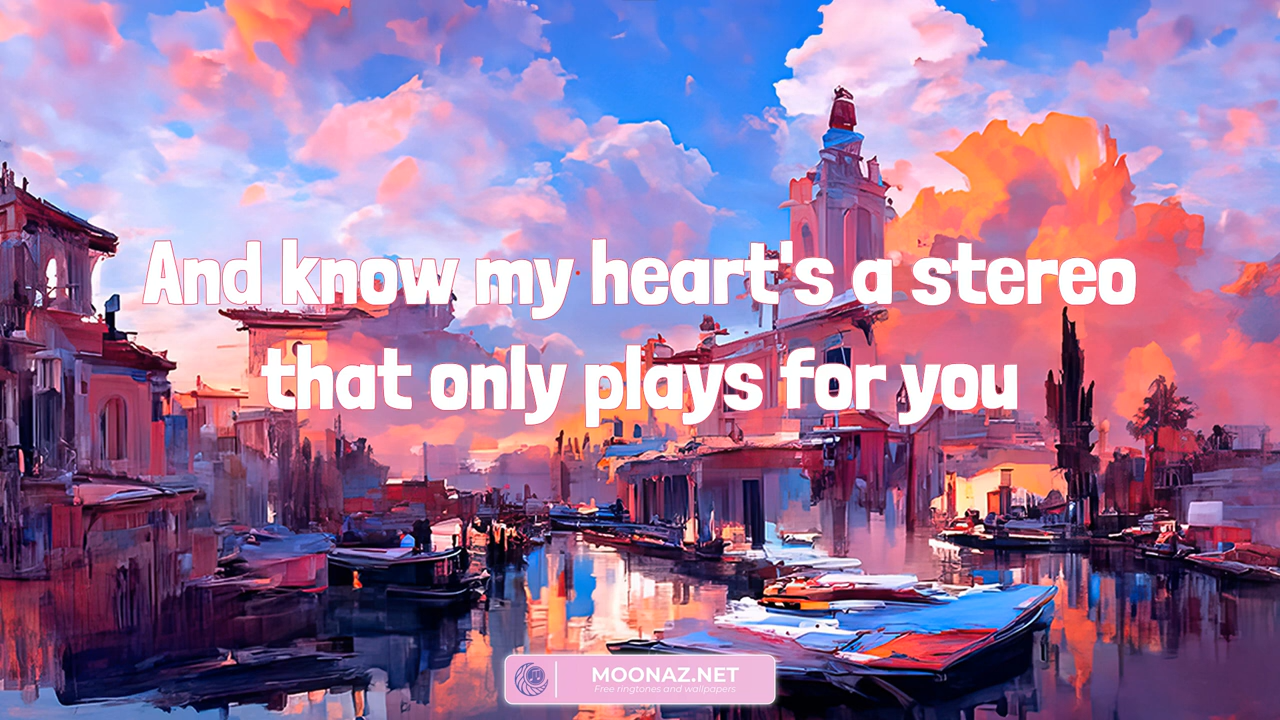 And know my heart's a stereo
that only plays for you
MOONAZ.NET
Free ringtones and wallpapers